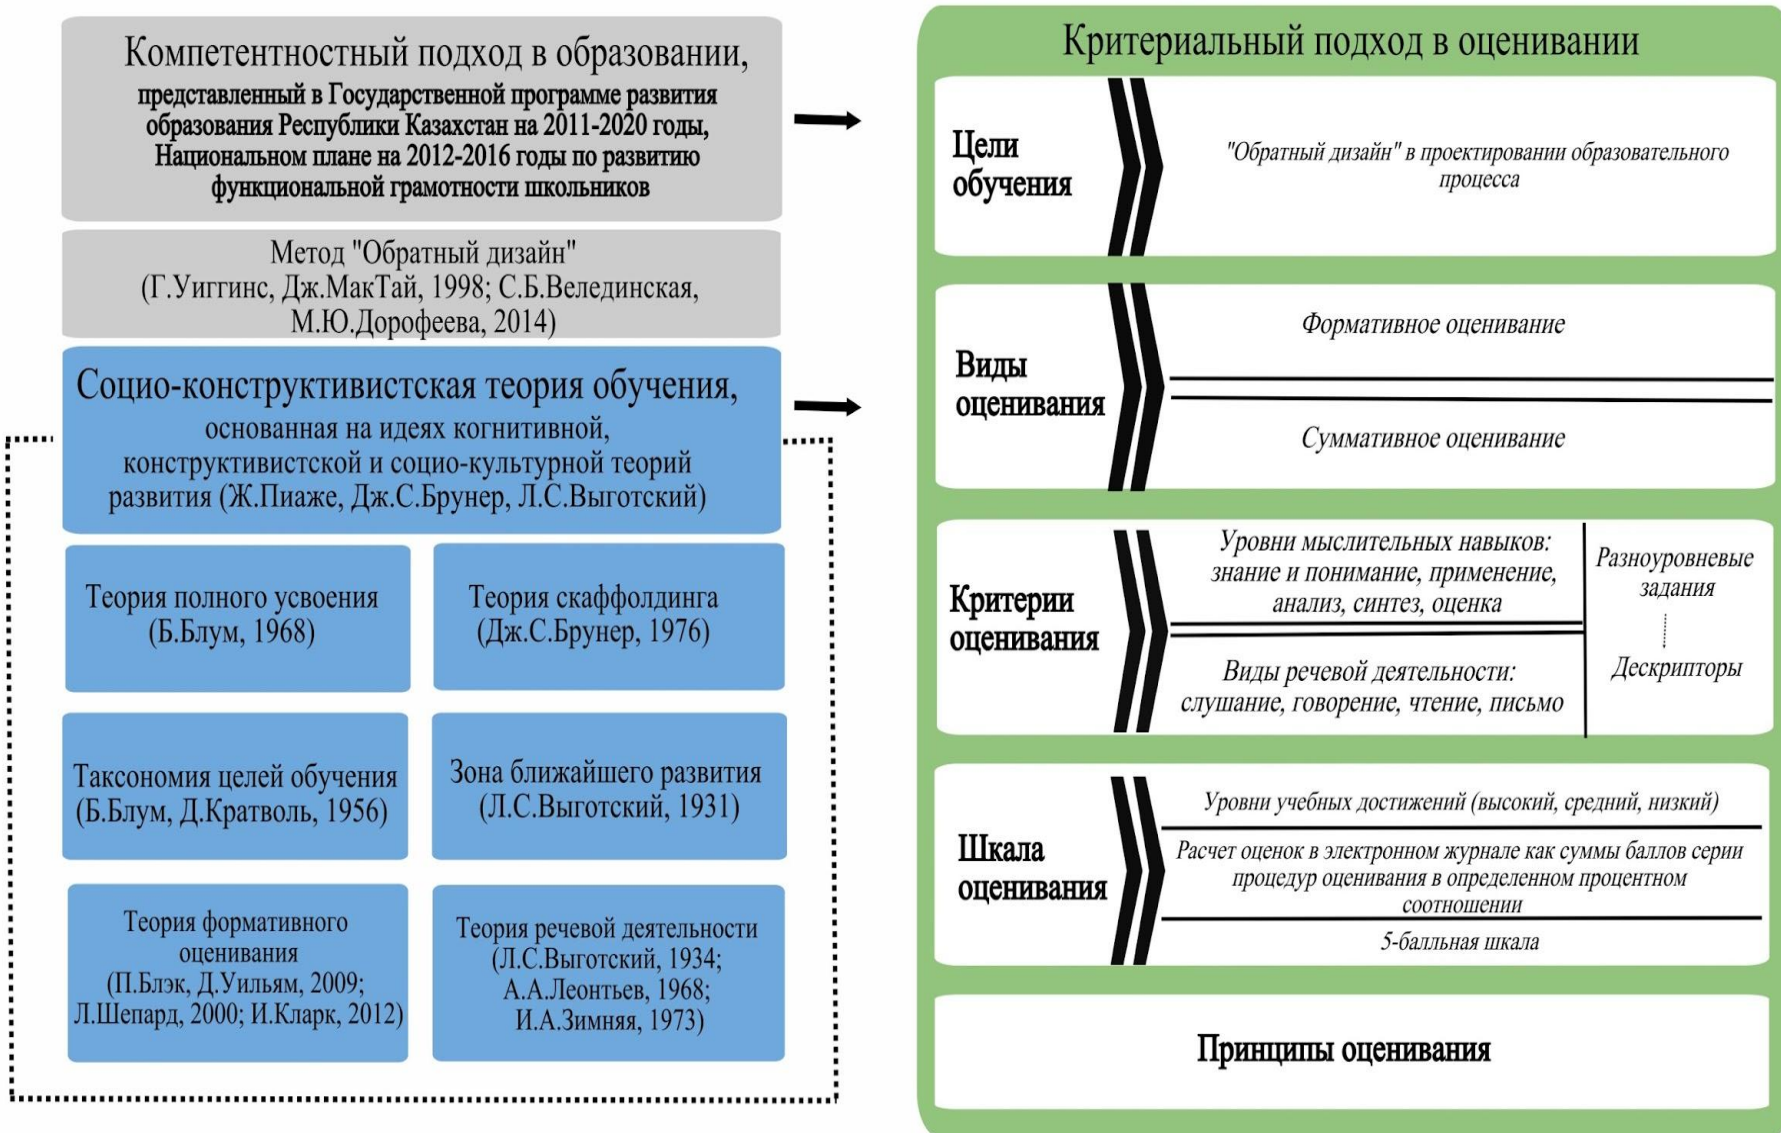 Компетентностный подход в образовании,
представленный в Государственной программе развития
образования Республики Казахстан на 2011-2020 годы,
Национальном плане на 2012-2016 годы по развитию
функциональной грамотности школьников
Метод "Обратный дизайн"
(Г.Уиггинс, Дж.МакТай, 1998; С.Б.Велединская,
М.Ю.Дорофеева, 2014)
Социо-конструктивистская теория обучения,
основанная на идеях когнитивной,
конструктивистской и социо-культурной теорий
развития (Ж.Пиаже, Дж.С.Брунер, Л.С.Выготский)
Теория полного усвоения
(Б.Блум, 1968)
Теория скаффолдинга
(Дж.С.Брунер, 1976)
Таксономия целей обучения
(Б.Блум, Д.Кратволь, 1956)
Зона ближайшего развития
(Л.С.Выготский, 1931)
Теория формативного
оценивания
(П.Блэк, Д.Уильям, 2009;
Л.Шепард, 2000; И.Кларк, 2012)
Теория речевой деятельности
(Л.С.Выготский, 1934;
А.А.Леонтьев, 1968;
И.А.Зимняя, 1973)
Критериальный подход в оценивании
Цели
обучения
"Обратный дизайн" в проектировании образовательного
процесса
Виды
оценивания
Формативное оценивание
Суммативное оценивание
Критерии
оценивания
Уровни мыслительных навыков:
знание и понимание, применение,
анализ, синтез, оценка
Виды речевой деятельности:
слушание, говорение, чтение, письмо
Разноуровневые
задания
Дескрипторы
Шкала
оценивания
Уровни учебных достижений (высокий, средний, низкий)
Расчет оценок в электронном журнале как суммы баллов серии
процедур оценивания в определенном процентном
соотношении
5-балльная шкала
Принципы оценивания